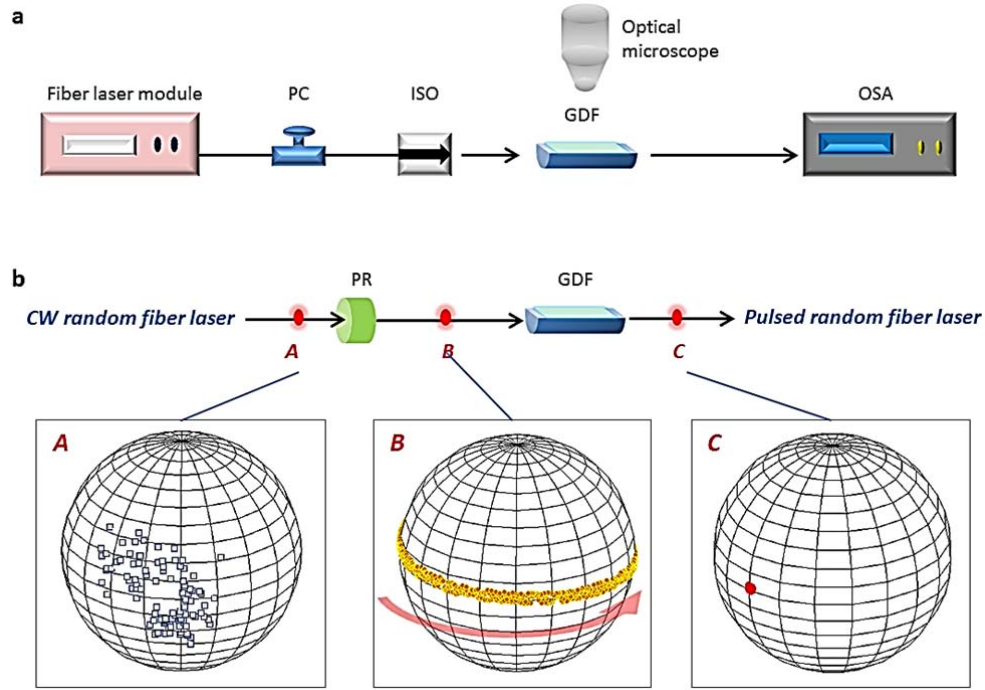 a
Optical
microscope
Fiber laser module
PC
ISO
GDF
OSA
b
PR
GDF
CW random fiber laser
Pulsed random fiber laser
A
B
C
A
B
C